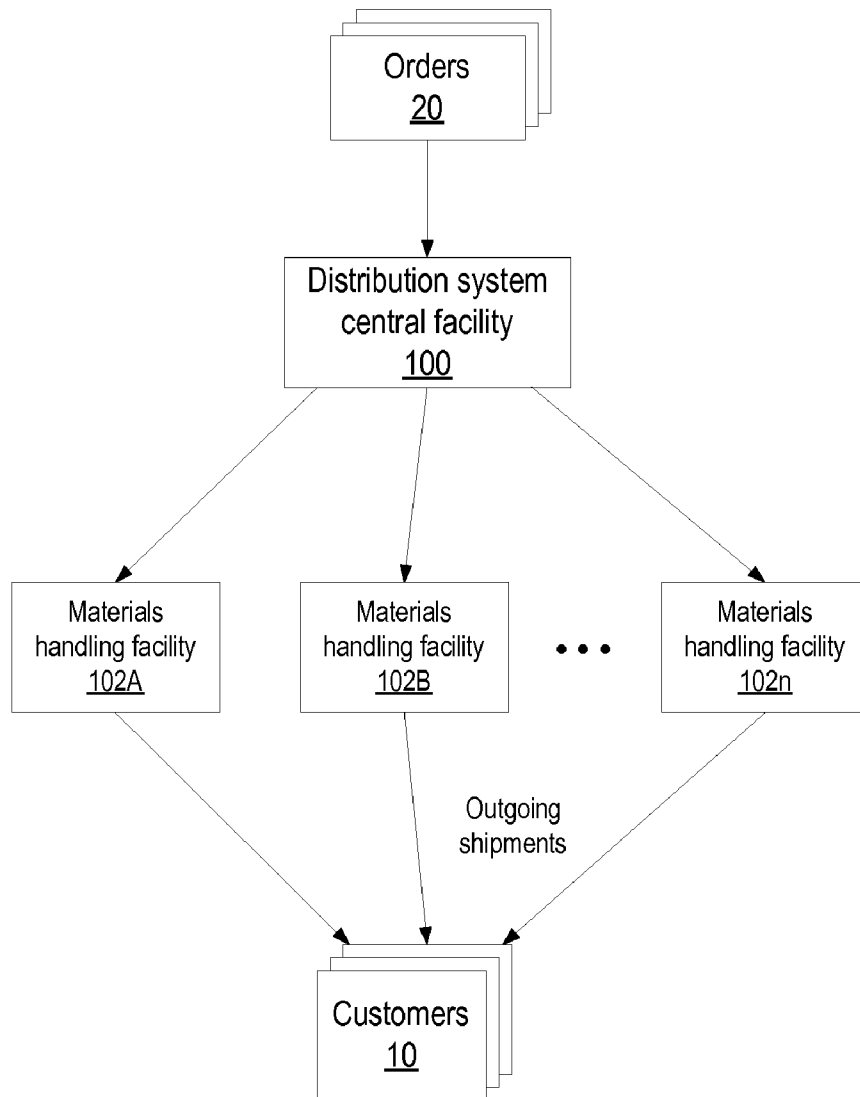 Orders
20
Distribution system
central facility
100
Materials
handling facility
102A
Materials
handling facility
102B
Materials
handling facility
102n
Outgoing
shipments
Customers
10